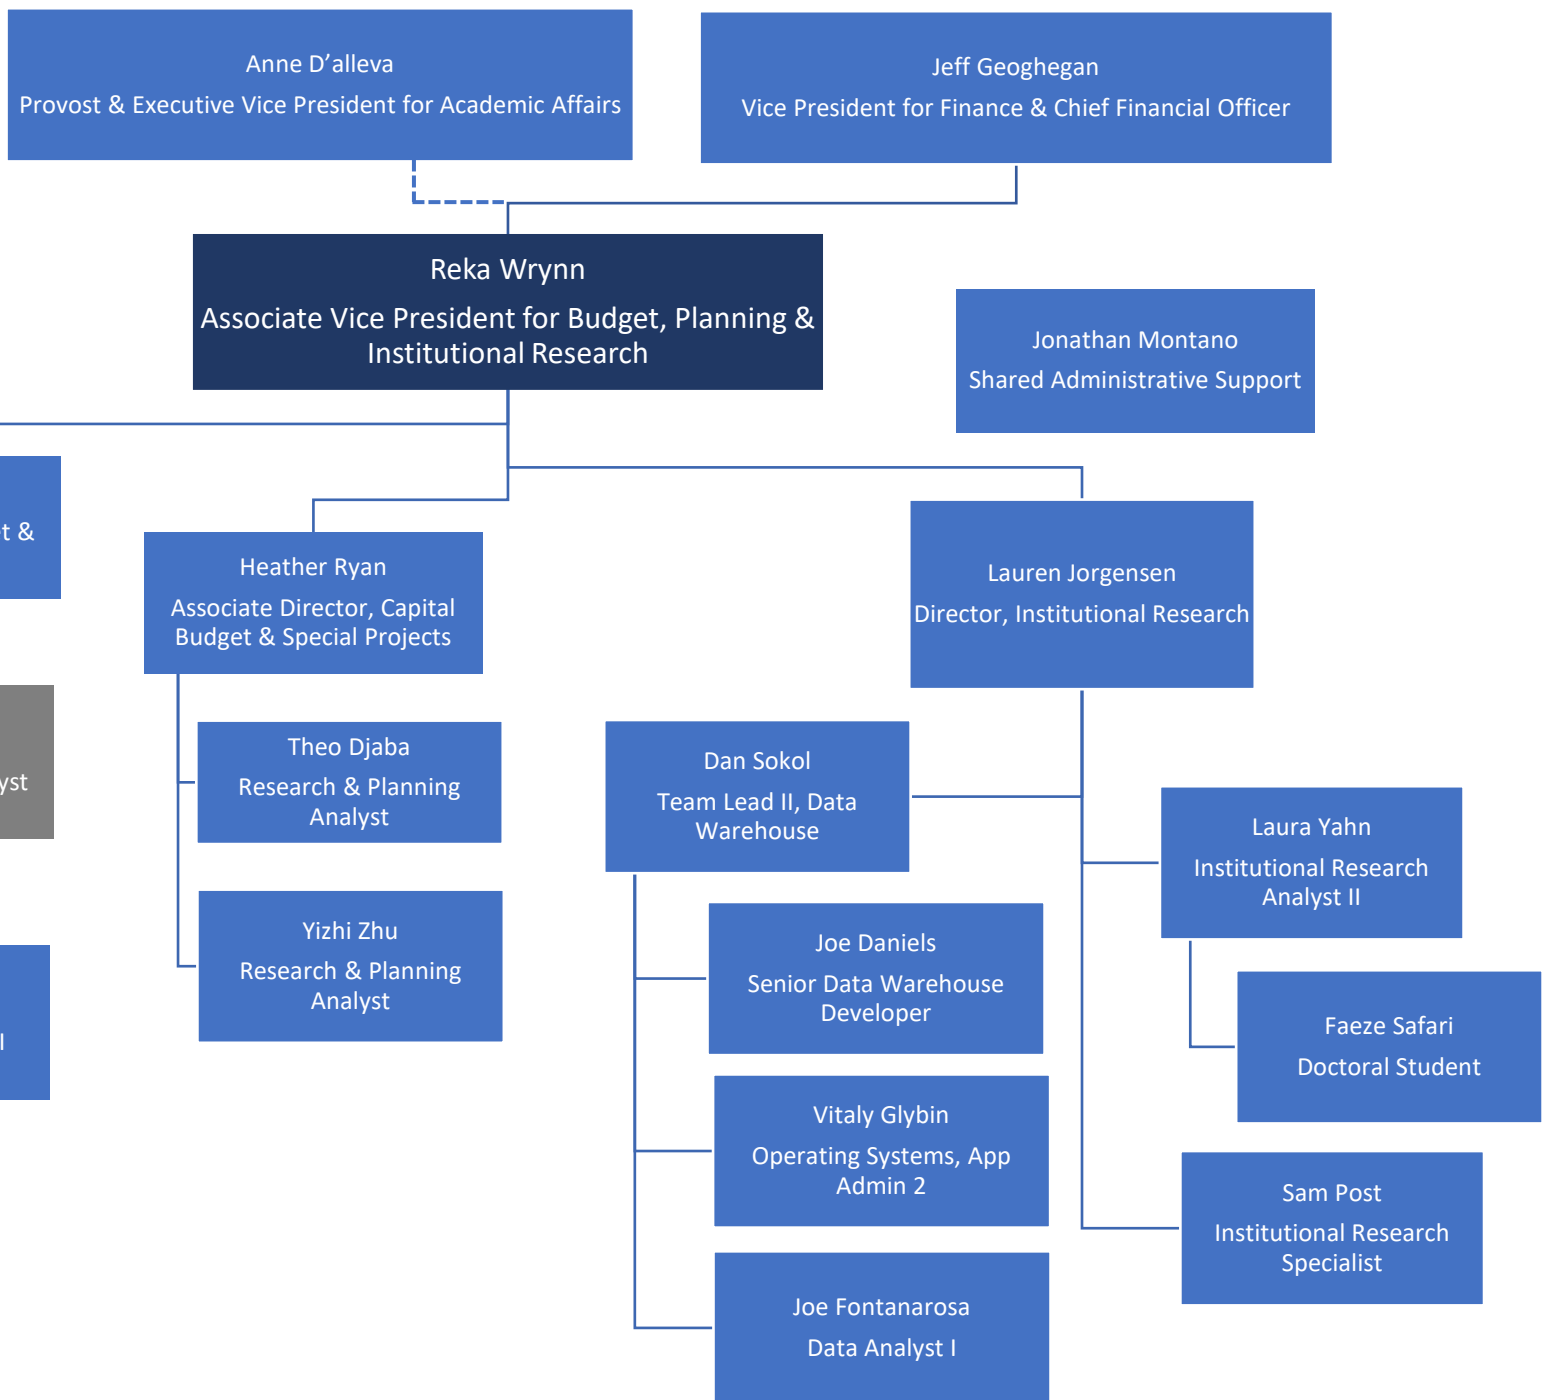 Anne D’alleva
Provost & Executive Vice President for Academic Affairs
Jeff Geoghegan
Vice President for Finance & Chief Financial Officer
Reka Wrynn
Associate Vice President for Budget, Planning &
Institutional Research
Jonathan Montano
Shared Administrative Support
&
Heather Ryan
Associate Director, Capital
Budget & Special Projects
Lauren Jorgensen
Director, Institutional Research
Theo Djaba
Research & Planning
Analyst
Dan Sokol
Team Lead II, Data
Warehouse
Laura Yahn
Institutional Research
Analyst II
Yizhi Zhu
Research & Planning
Analyst
Joe Daniels
Senior Data Warehouse
Developer
Faeze Safari
Doctoral Student
Vitaly Glybin
Operating Systems, App
Admin 2
Sam Post
Institutional Research
Specialist
Joe Fontanarosa
Data Analyst I